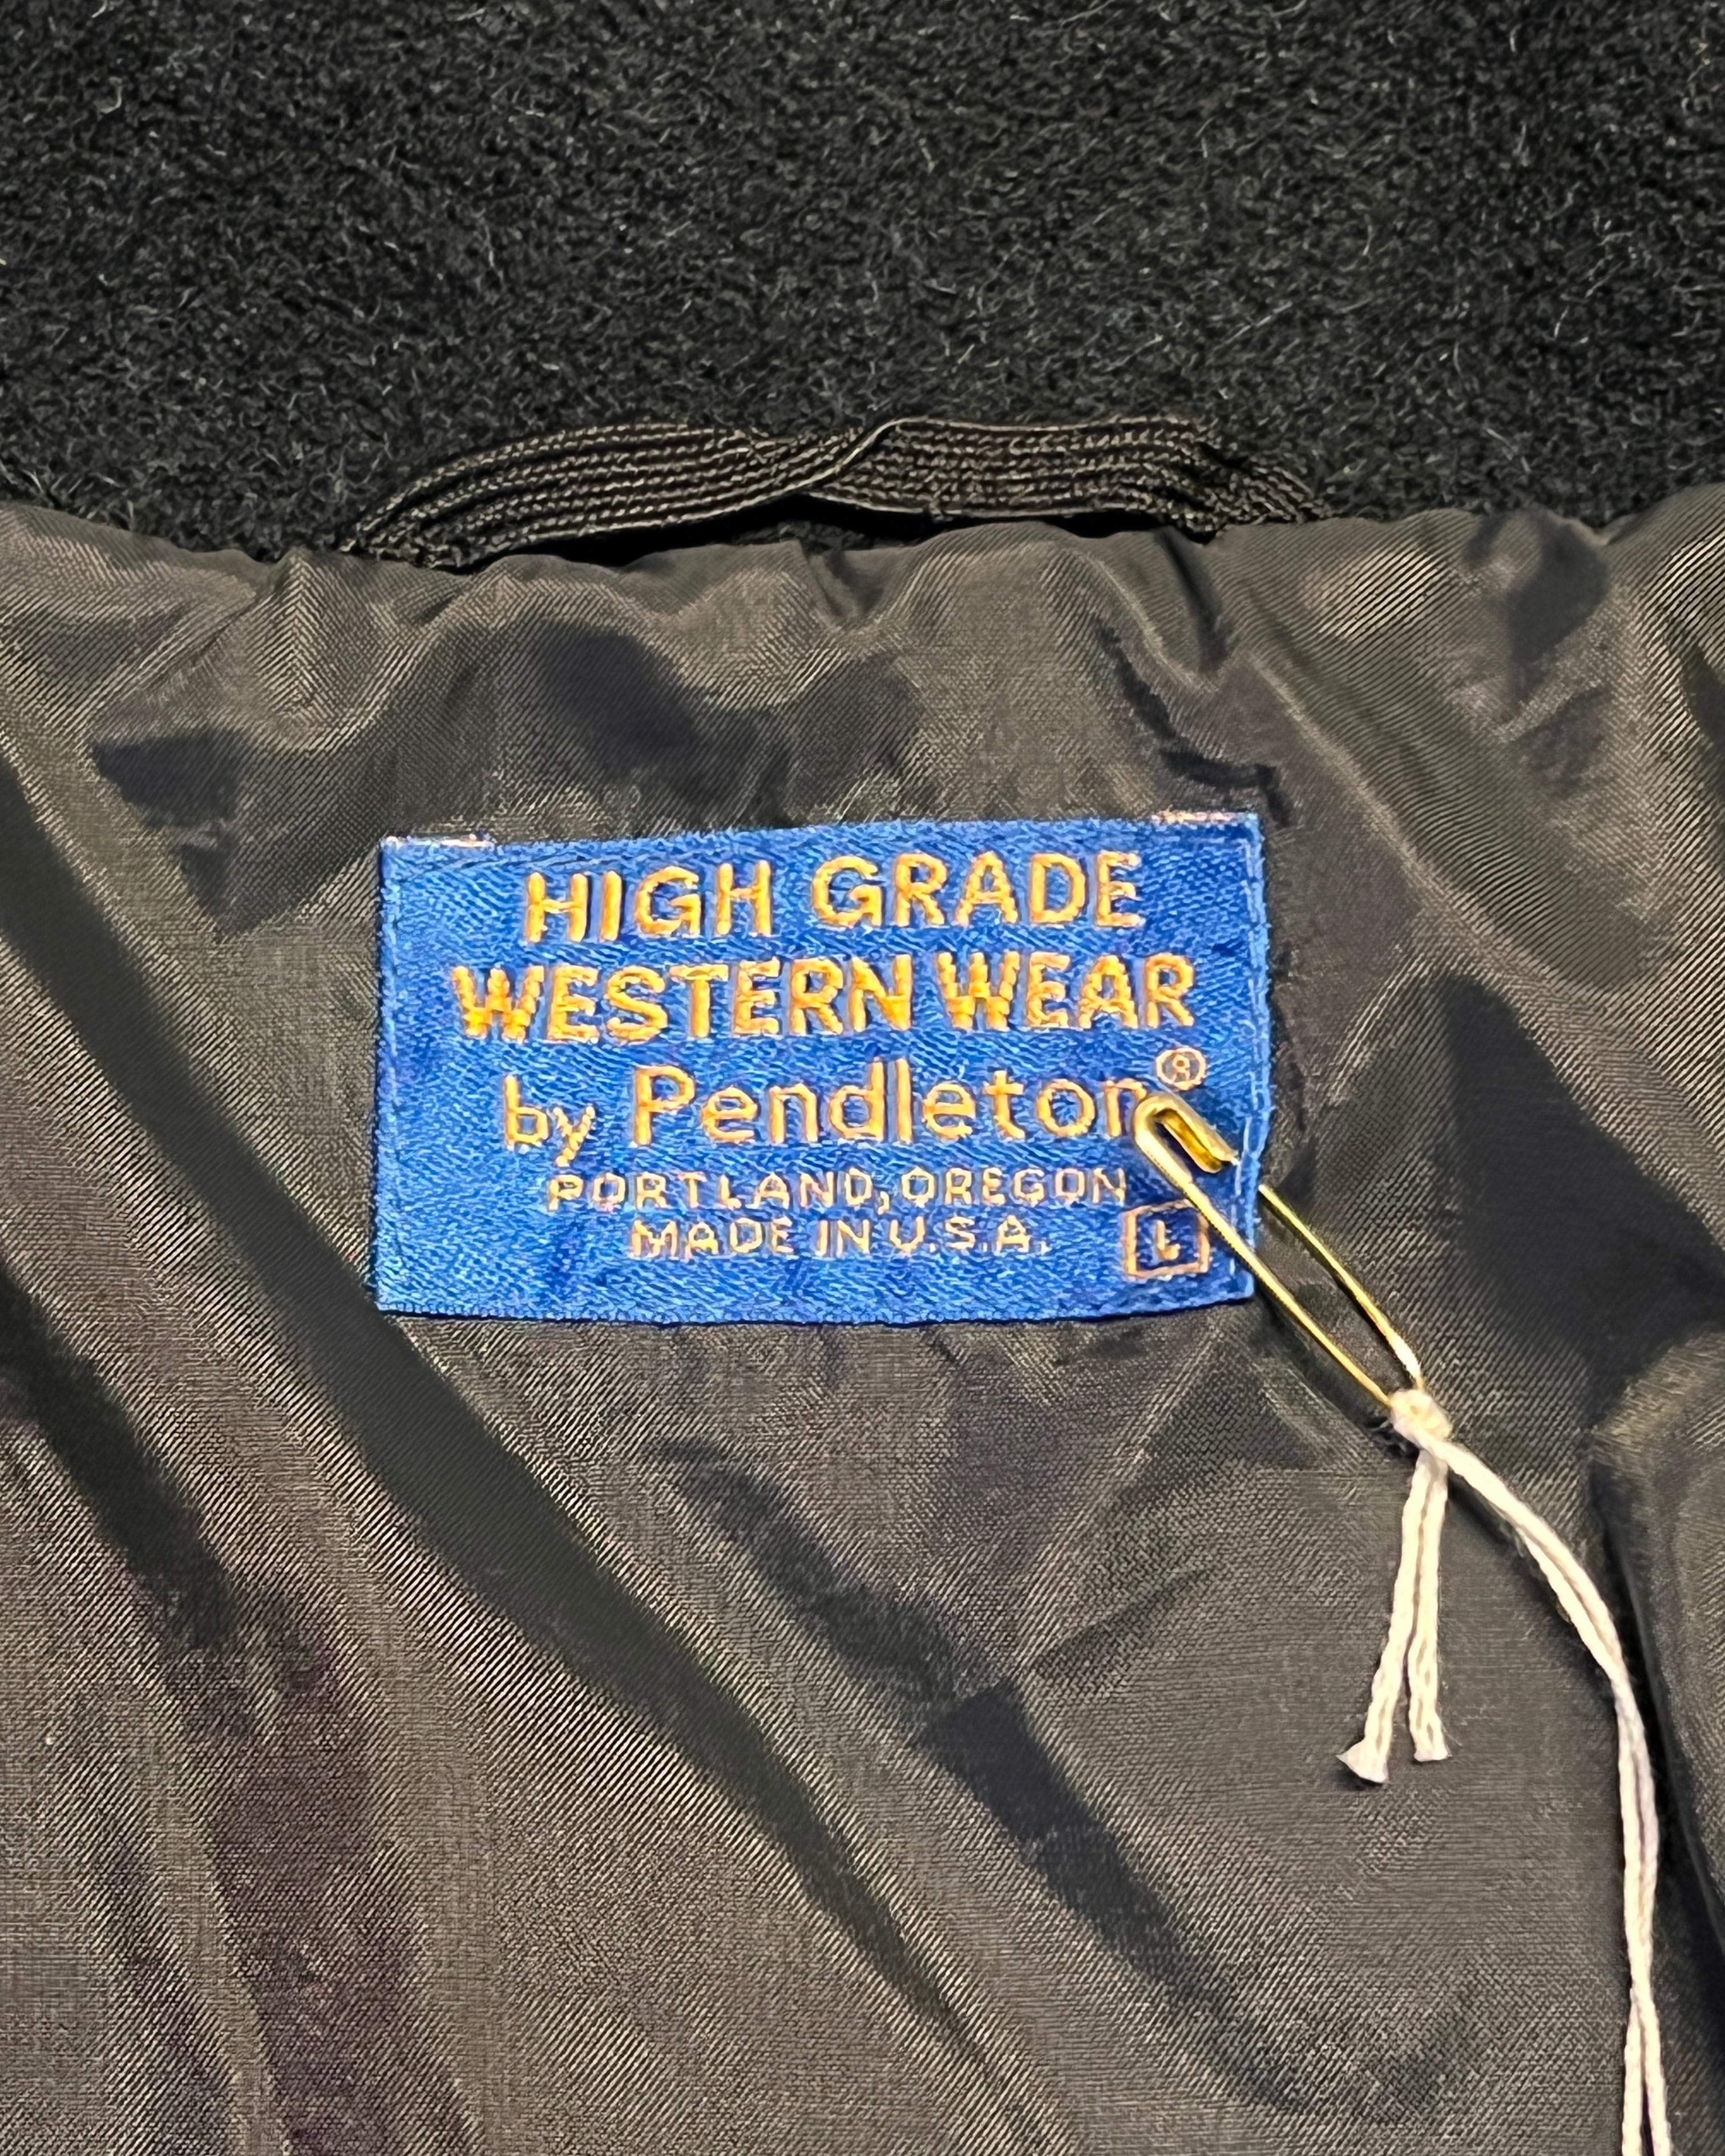 HIGH GRADE
WESTERN WEAR
by Pendleton®
PORTLAND, OREGON
MADE IN U.S.A.
L